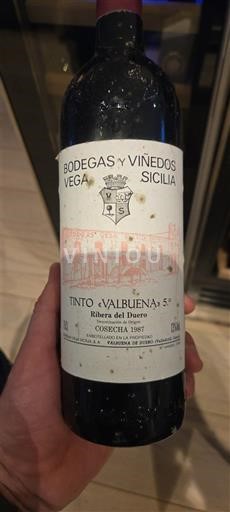 BODEGAS Y VIÑEDOS
VEGA SICILIA
V S
VINTOU
TINTO «VALBUENA» 5.º
Ribera del Duero
Denominación de Origen
COSECHA 1987
EMBOTELLADO EN LA PROPIEDAD
VALBUENA DE DUERO